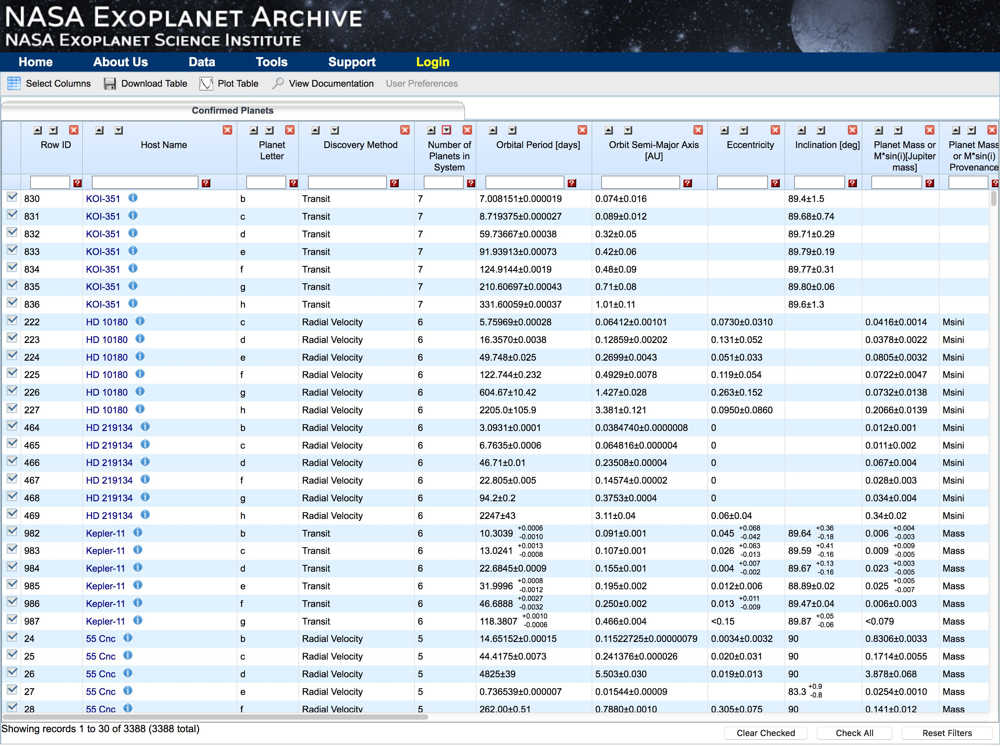 NASA EXOPLANET ARCHIVE
NASA EXOPLANET SCIENCE INSTITUTE
Home About Us Data Tools Support Login
Select Columns Download Table Plot Table View Documentation User Preferences
Confirmed Planets
Row ID Host Name Planet Letter Discovery Method Number of Planets in System Orbital Period [days] Orbit Semi-Major Axis [AU] Eccentricity Inclination [deg] Planet Mass or M*sin(i)[Jupiter mass] Planet Mass or M*sin(i) Provenance
830 KOI-351 b Transit 7 7.008151±0.000019 0.074±0.016 89.4±1.5
831 KOI-351 c Transit 7 8.719375±0.000027 0.089±0.012 89.68±0.74
832 KOI-351 d Transit 7 59.73667±0.00038 0.32±0.05 89.71±0.29
833 KOI-351 e Transit 7 91.93913±0.00073 0.42±0.06 89.79±0.19
834 KOI-351 f Transit 7 124.9144±0.0019 0.48±0.09 89.77±0.31
835 KOI-351 g Transit 7 210.60697±0.00043 0.71±0.08 89.80±0.06
836 KOI-351 h Transit 7 331.60059±0.00037 1.01±0.11 89.6±1.3
222 HD 10180 c Radial Velocity 6 5.75969±0.00028 0.06412±0.00101 0.0730±0.0310 0.0416±0.0014 Msini
223 HD 10180 d Radial Velocity 6 16.3570±0.0038 0.12859±0.00202 0.131±0.052 0.0378±0.0022 Msini
224 HD 10180 e Radial Velocity 6 49.748±0.025 0.2699±0.0043 0.051±0.033 0.0805±0.0032 Msini
225 HD 10180 f Radial Velocity 6 122.744±0.232 0.4929±0.0078 0.119±0.054 0.0722±0.0047 Msini
226 HD 10180 g Radial Velocity 6 604.67±10.42 1.427±0.028 0.263±0.152 0.0732±0.0138 Msini
227 HD 10180 h Radial Velocity 6 2205.0±105.9 3.381±0.121 0.0950±0.0860 0.2066±0.0139 Msini
464 HD 219134 b Radial Velocity 6 3.0931±0.0001 0.0384740±0.0000008 0 0.012±0.001 Msini
465 HD 219134 c Radial Velocity 6 6.7635±0.0006 0.064816±0.000004 0 0.011±0.002 Msini
466 HD 219134 d Radial Velocity 6 46.71±0.01 0.23508±0.00004 0 0.067±0.004 Msini
467 HD 219134 f Radial Velocity 6 22.805±0.005 0.14574±0.00002 0 0.028±0.003 Msini
468 HD 219134 g Radial Velocity 6 94.2±0.2 0.3753±0.0004 0 0.034±0.004 Msini
469 HD 219134 h Radial Velocity 6 2247±43 3.11±0.04 0.06±0.04 0.34±0.02 Msini
982 Kepler-11 b Transit 6 10.3039 +0.0006 -0.0010 0.091±0.001 0.045 +0.068 -0.042 89.64 +0.36 -0.18 0.006 +0.004 -0.003 Mass
983 Kepler-11 c Transit 6 13.0241 +0.0013 -0.0008 0.107±0.001 0.026 +0.063 -0.013 89.59 +0.41 -0.16 0.009 +0.009 -0.005 Mass
984 Kepler-11 d Transit 6 22.6845±0.0009 0.155±0.001 0.004 +0.007 -0.002 89.67 +0.13 -0.16 0.023 +0.003 -0.005 Mass
985 Kepler-11 e Transit 6 31.9996 +0.0008 -0.0012 0.195±0.002 0.012±0.006 88.89±0.02 0.025 +0.005 -0.007 Mass
986 Kepler-11 f Transit 6 46.6888 +0.0027 -0.0032 0.250±0.002 0.013 +0.011 -0.009 89.47±0.04 0.006±0.003 Mass
987 Kepler-11 g Transit 6 118.3807 +0.0010 -0.0006 0.466±0.004 <0.15 89.87 +0.05 -0.06 <0.079 Mass
24 55 Cnc b Radial Velocity 5 14.65152±0.00015 0.11522725±0.00000079 0.0034±0.0032 90 0.8306±0.0033 Mass
25 55 Cnc c Radial Velocity 5 44.4175±0.0073 0.241376±0.000026 0.020±0.031 90 0.1714±0.0055 Mass
26 55 Cnc d Radial Velocity 5 4825±39 5.503±0.030 0.019±0.013 90 3.878±0.068 Mass
27 55 Cnc e Radial Velocity 5 0.736539±0.000007 0.01544±0.00009 83.3 +0.9 -0.8 0.0254±0.0010 Mass
28 55 Cnc f Radial Velocity 5 262.00±0.51 0.7880±0.0010 0.305±0.075 90 0.141±0.012 Mass
Showing records 1 to 30 of 3388 (3388 total)
Clear Checked Check All Reset Filters